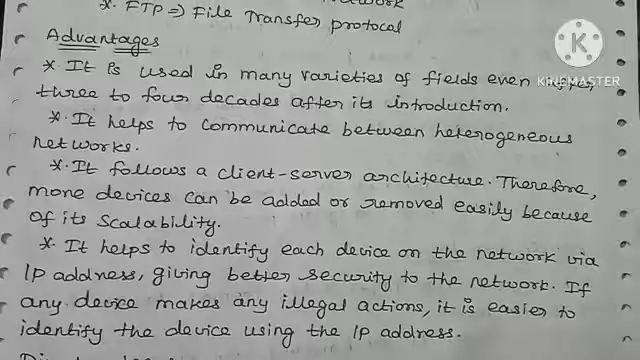 *. FTP => File Transfer protocal
Advantages
*. It is used in many varieties of fields even after
three to four decades after its introduction.
*. It helps to communicate between heterogeneous
networks.
*. It follows a client-server architecture. Therefore,
more devices can be added or removed easily because
of its scalability.
*. It helps to identify each device on the network via
IP address, giving better security to the network. If
any device makes any illegal actions, it is easier to
identify the device using the IP address.
KINEMASTER